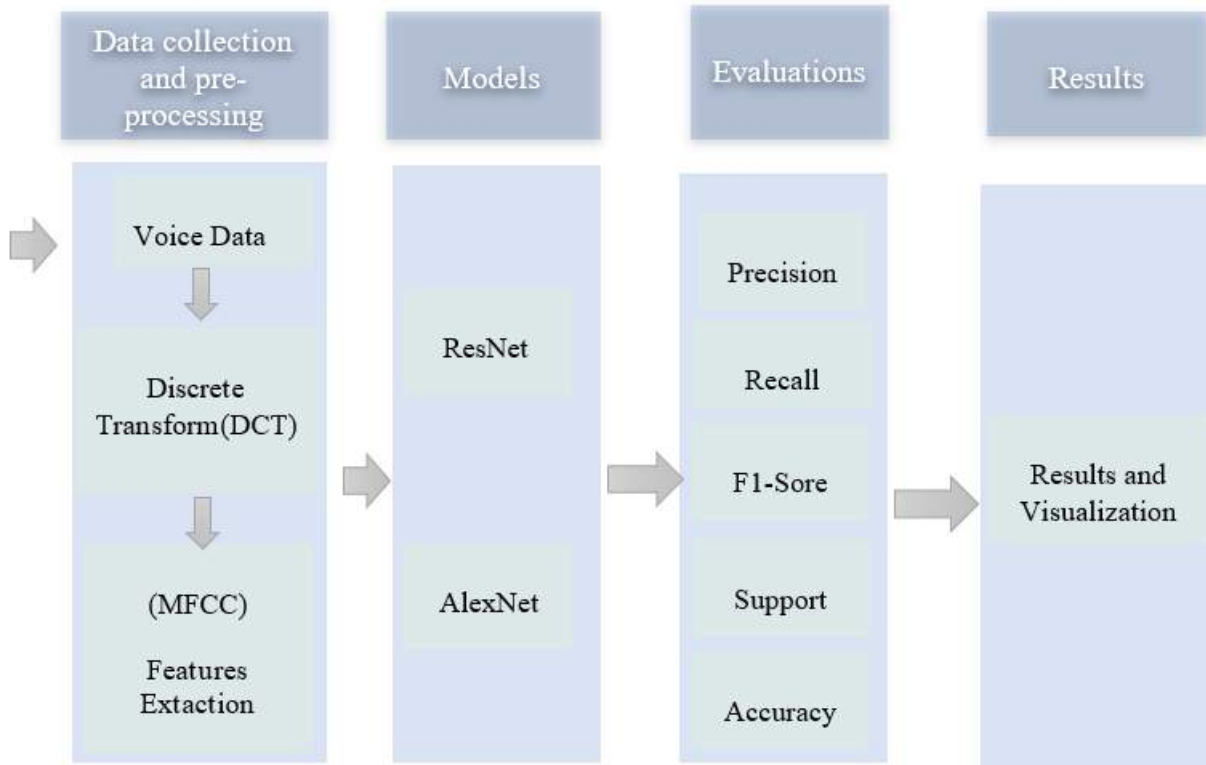 Data collection
and pre-
processing
Models
Evaluations
Results
Voice Data
Discrete
Transform(DCT)
(MFCC)
Features
Extaction
ResNet
AlexNet
Precision
Recall
F1-Sore
Support
Accuracy
Results and
Visualization